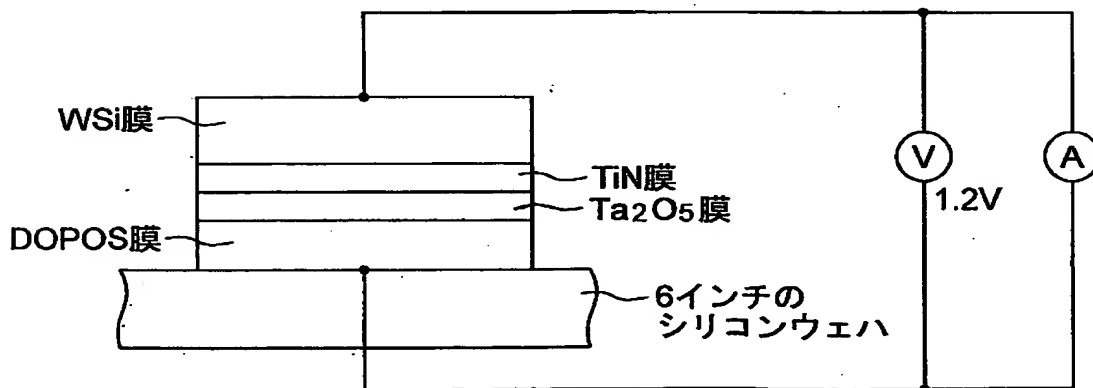 WSi膜
TiN膜
Ta2O5膜
DOPOS膜
6インチの
シリコンウェハ
V
1.2V
A